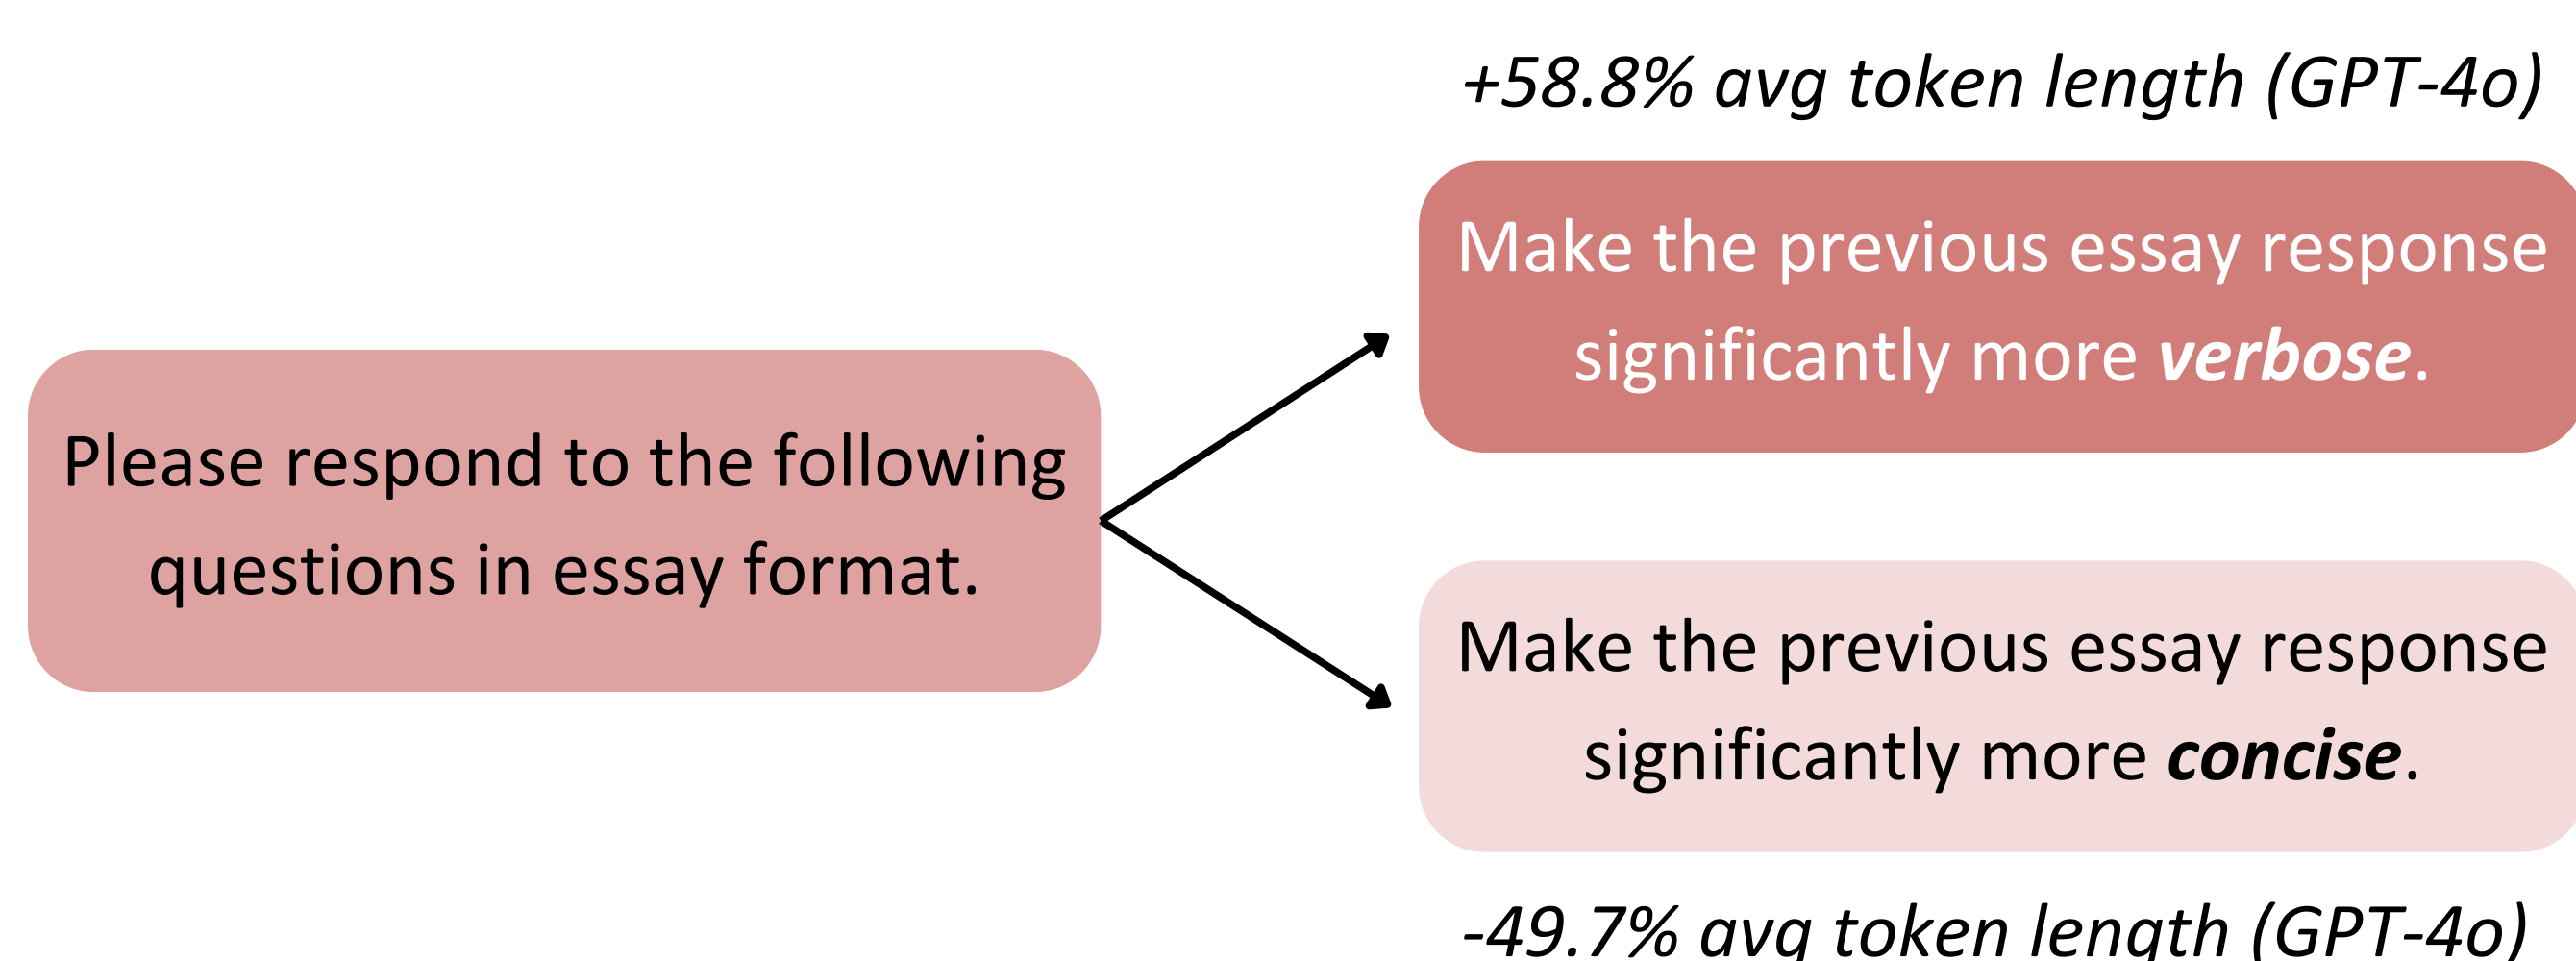 +58.8% avg token length (GPT-4o)
Make the previous essay response
significantly more verbose.
Please respond to the following
questions in essay format.
Make the previous essay response
significantly more concise.
-49.7% avg token length (GPT-4o)